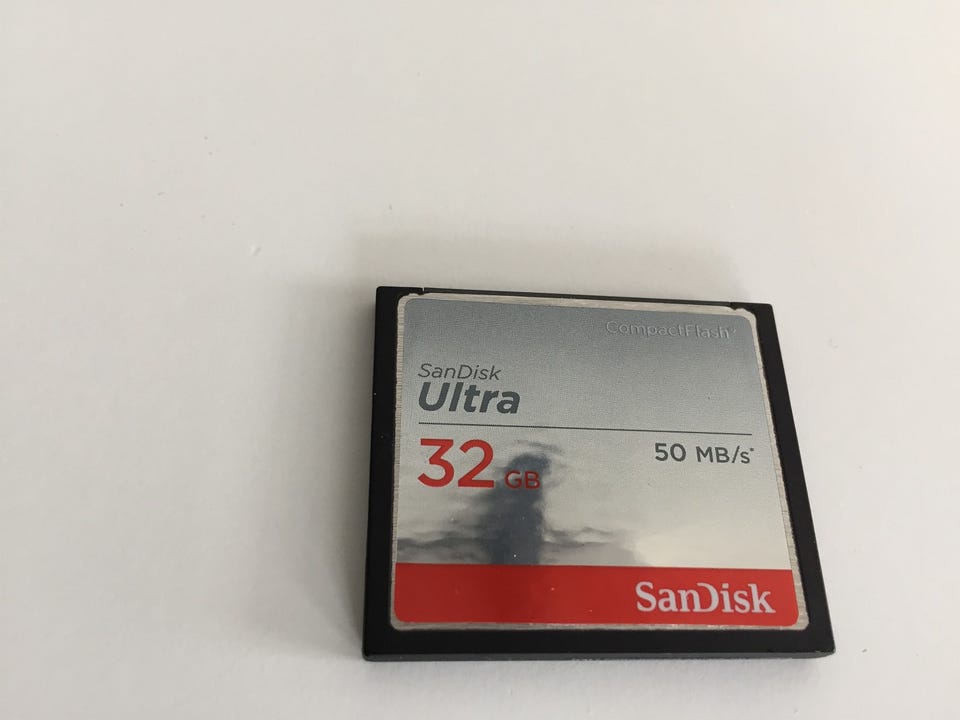 CompactFlash®
SanDisk
Ultra
32 GB
50 MB/s*
SanDisk